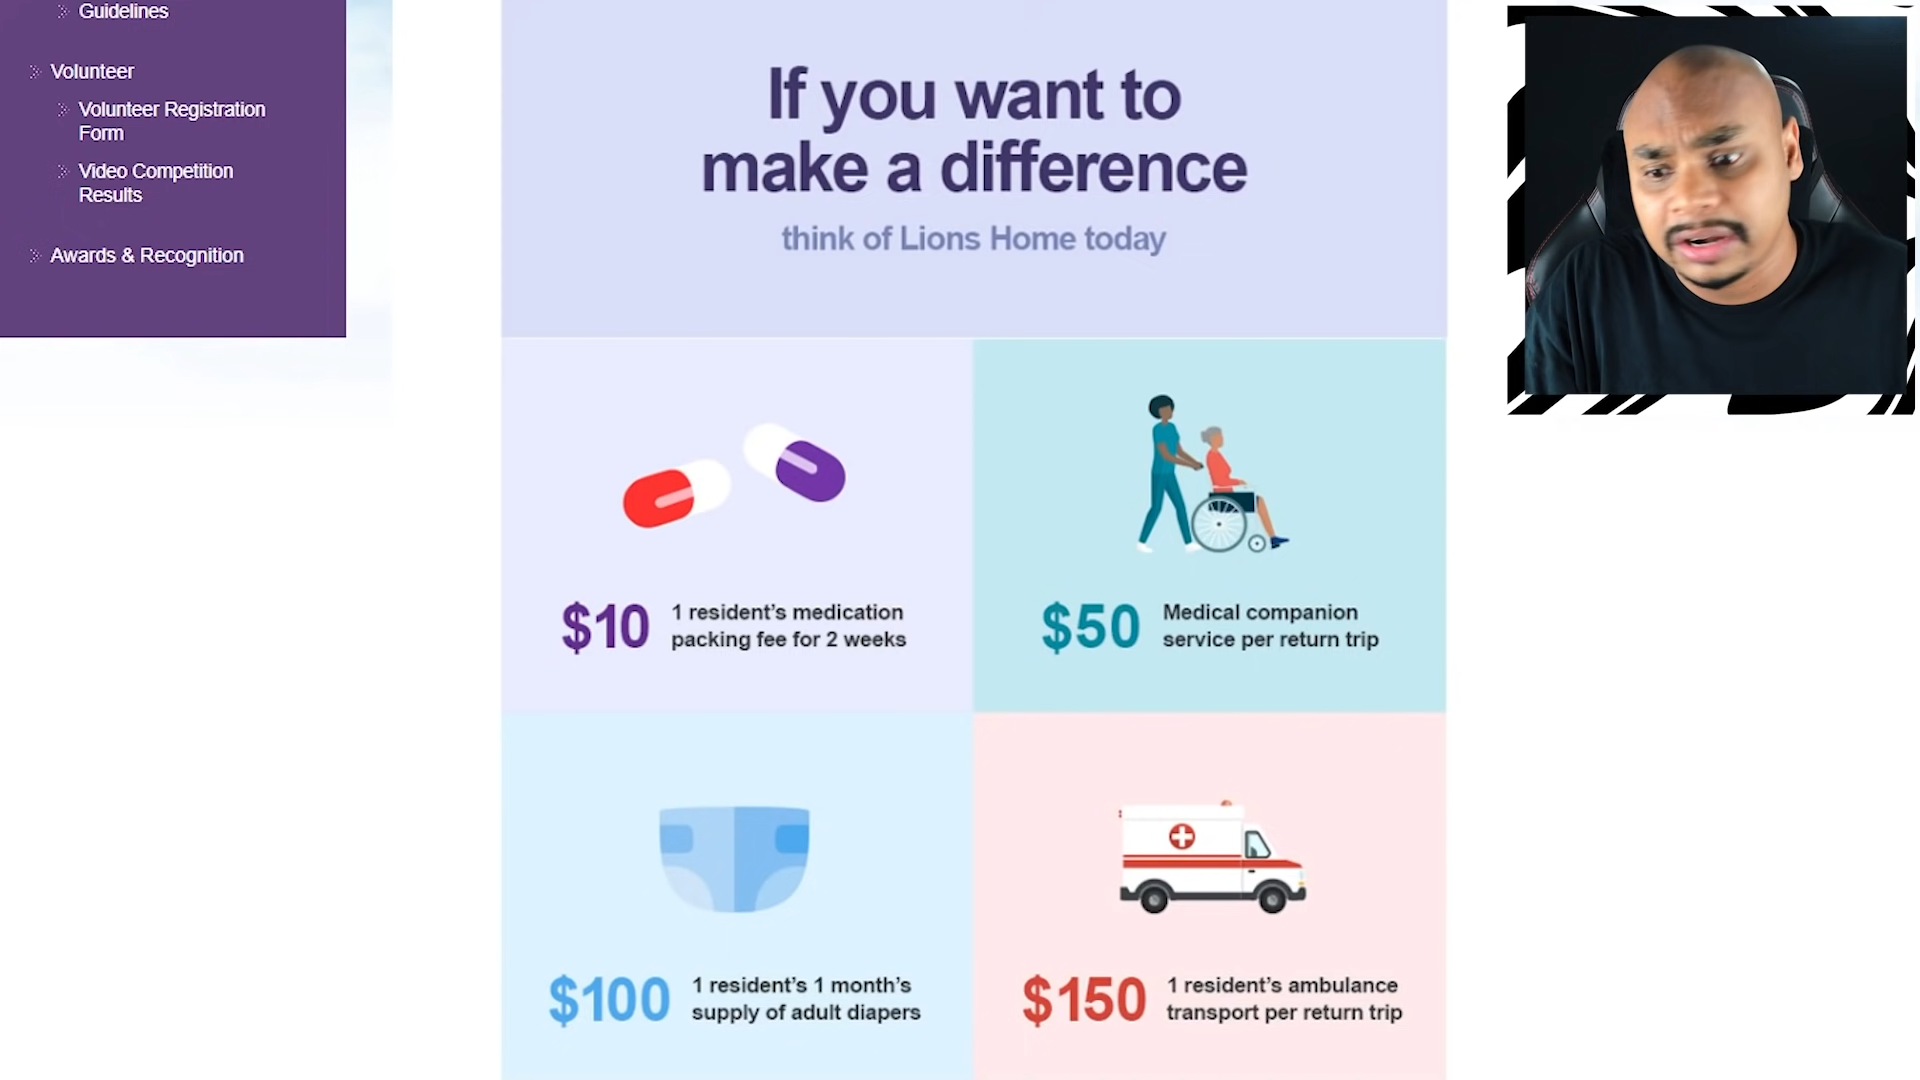 Guidelines
Volunteer
Volunteer Registration
Form
Video Competition
Results
Awards & Recognition
If you want to
make a difference
think of Lions Home today
$10
1 resident's medication
packing fee for 2 weeks
$50
Medical companion
service per return trip
$100
1 resident's 1 month's
supply of adult diapers
$150
1 resident's ambulance
transport per return trip